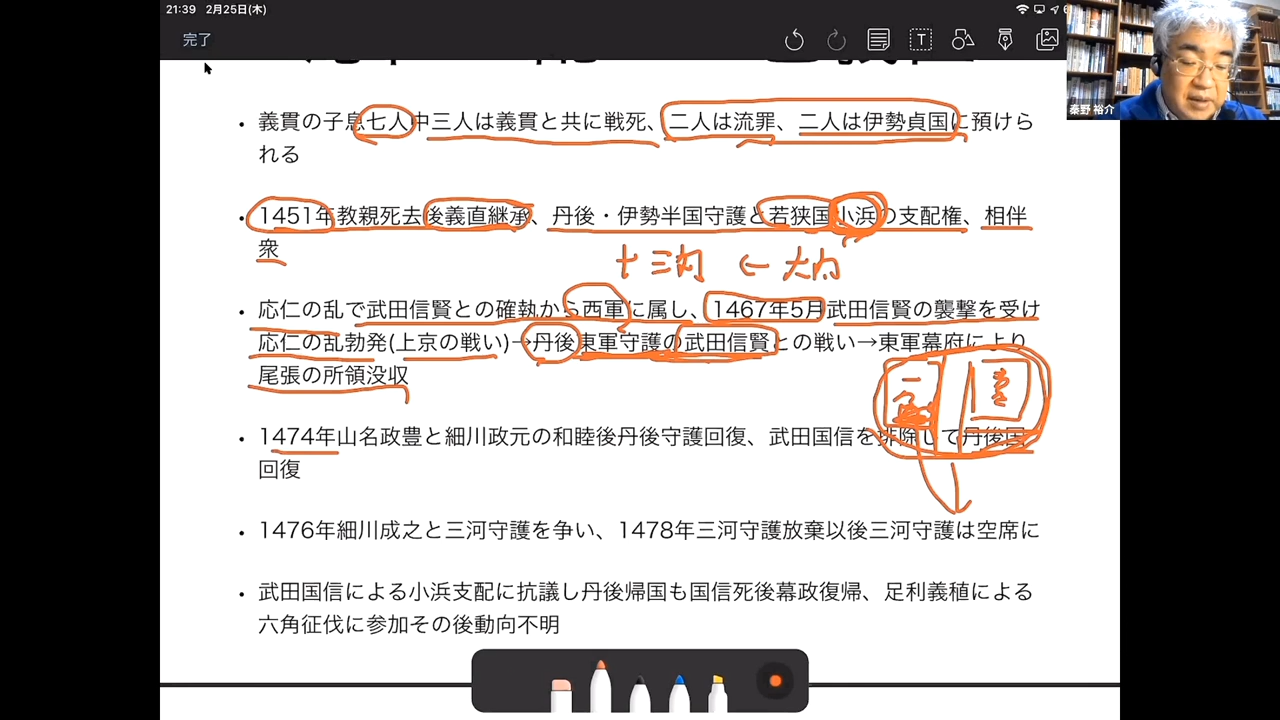 21:39 2月25日(木)
完了
秦野 裕介
・義貫の子息七人中三人は義貫と共に戦死、二人は流罪、二人は伊勢貞国に預けら
れる
・1451年教親死去後義直継承、丹後・伊勢半国守護と若狭国小浜の支配権、相伴
衆
十三河 ← 大内
・応仁の乱で武田信賢との確執から西軍に属し、1467年5月武田信賢の襲撃を受け
応仁の乱勃発(上京の戦い)→丹後東軍守護の武田信賢との戦い→東軍幕府により
尾張の所領没収
・1474年山名政豊と細川政元の和睦後丹後守護回復、武田国信を排除して丹後国
回復
・1476年細川成之と三河守護を争い、1478年三河守護放棄以後三河守護は空席に
・武田国信による小浜支配に抗議し丹後帰国も国信死後幕政復帰、足利義稙による
六角征伐に参加その後動向不明